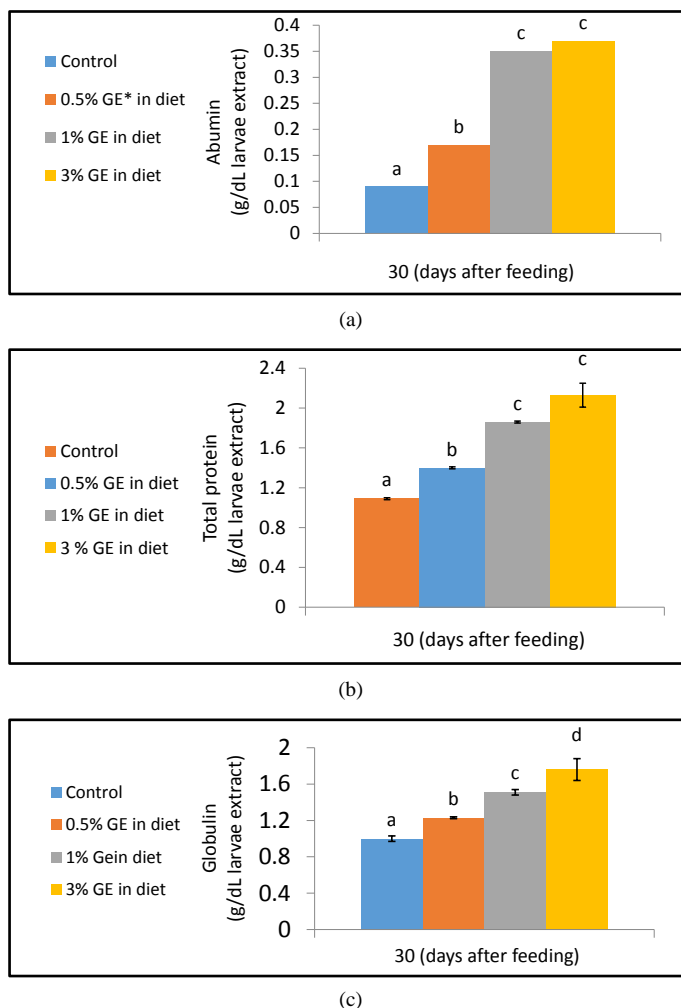 0.4
0.35
0.3
0.25
0.2
0.15
0.1
0.05
0
Abumin
(g/dL larvae extract)
Control
0.5% GE* in diet
1% GE in diet
3% GE in diet
a
b
c
c
30 (days after feeding)
(a)
2.4
2
1.6
1.2
0.8
0.4
0
Total protein
(g/dL larvae extract)
Control
0.5% GE in diet
1% GE in diet
3 % GE in diet
a
b
c
c
30 (days after feeding)
(b)
2
1.6
1.2
0.8
0.4
0
Globulin
(g/dL larvae extract)
Control
0.5% GE in diet
1% Gein diet
3% GE in diet
a
b
c
d
30 (days after feeding)
(c)